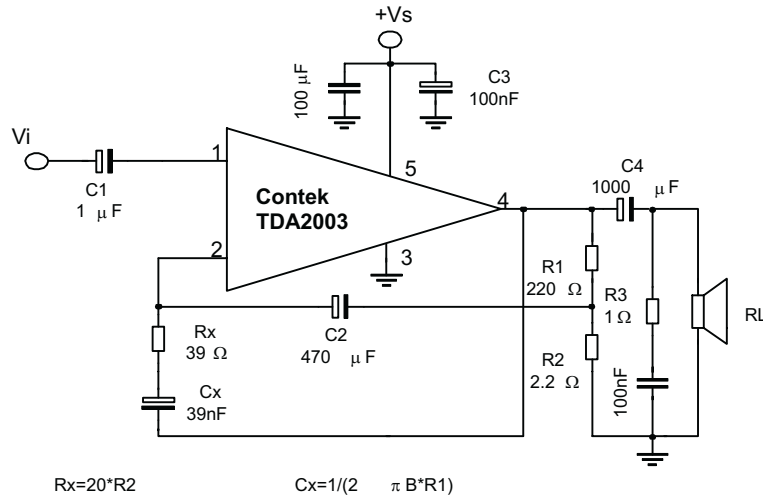 +Vs
100 μF
C3
100nF
Vi
C1
1 μF
1
2
Contek
TDA2003
5
4
3
C4
1000 μF
R1
220 Ω
R3
1Ω
RL
Rx
39 Ω
C2
470 μF
R2
2.2 Ω
100nF
Cx
39nF
Rx=20*R2
Cx=1/(2 π B*R1)